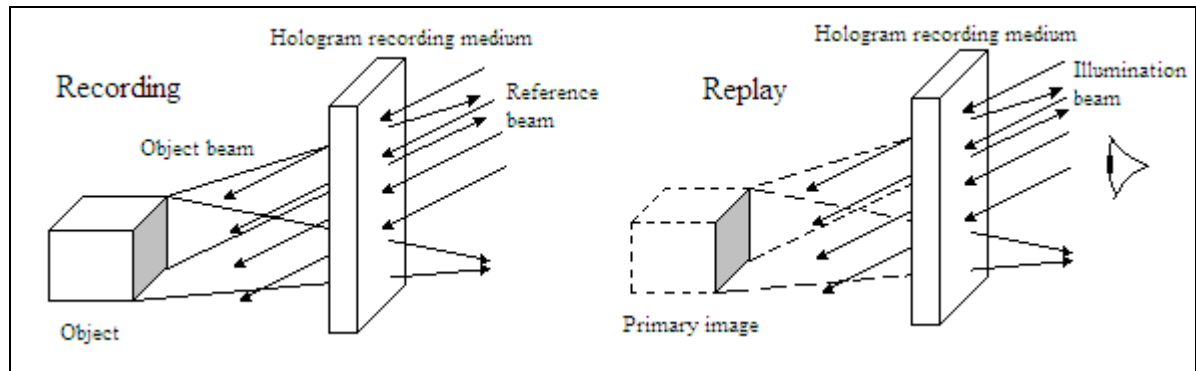 Hologram recording medium
Recording
Reference
beam
Object beam
Object
Hologram recording medium
Replay
Illumination
beam
Primary image